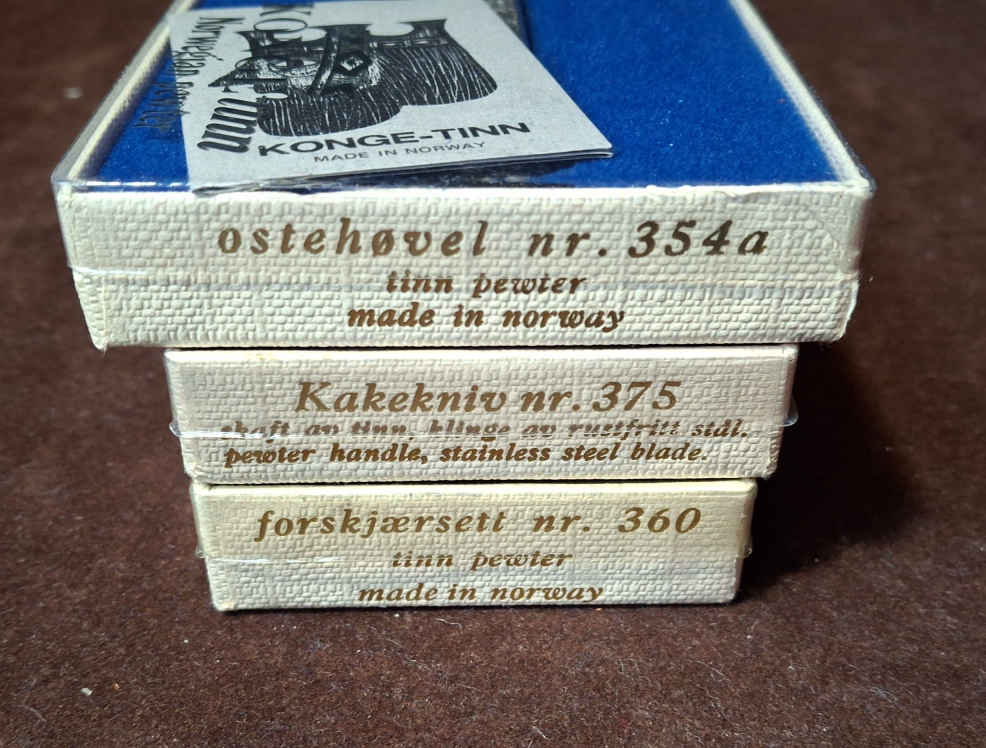 Norwegian pewter
KONGE-TINN
MADE IN NORWAY
ostehøvel nr. 354a
tinn pewter
made in norway
Kakekniv nr. 375
skaft av tinn, blinge av rustfritt stål.
pewter handle, stainless steel blade.
forskjærsett nr. 360
tinn pewter
made in norway